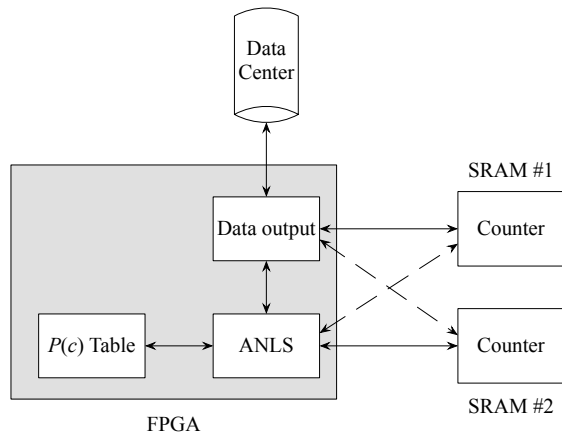 Data
Center
SRAM #1
Data output
Counter
P(c) Table
ANLS
Counter
FPGA
SRAM #2